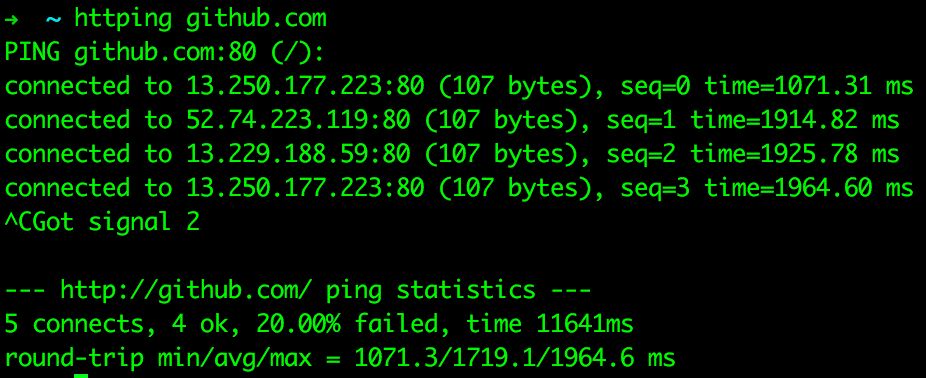 → ~ httping github.com
PING github.com:80 (/):
connected to 13.250.177.223:80 (107 bytes), seq=0 time=1071.31 ms
connected to 52.74.223.119:80 (107 bytes), seq=1 time=1914.82 ms
connected to 13.229.188.59:80 (107 bytes), seq=2 time=1925.78 ms
connected to 13.250.177.223:80 (107 bytes), seq=3 time=1964.60 ms
^CGot signal 2
--- http://github.com/ ping statistics ---
5 connects, 4 ok, 20.00% failed, time 11641ms
round-trip min/avg/max = 1071.3/1719.1/1964.6 ms